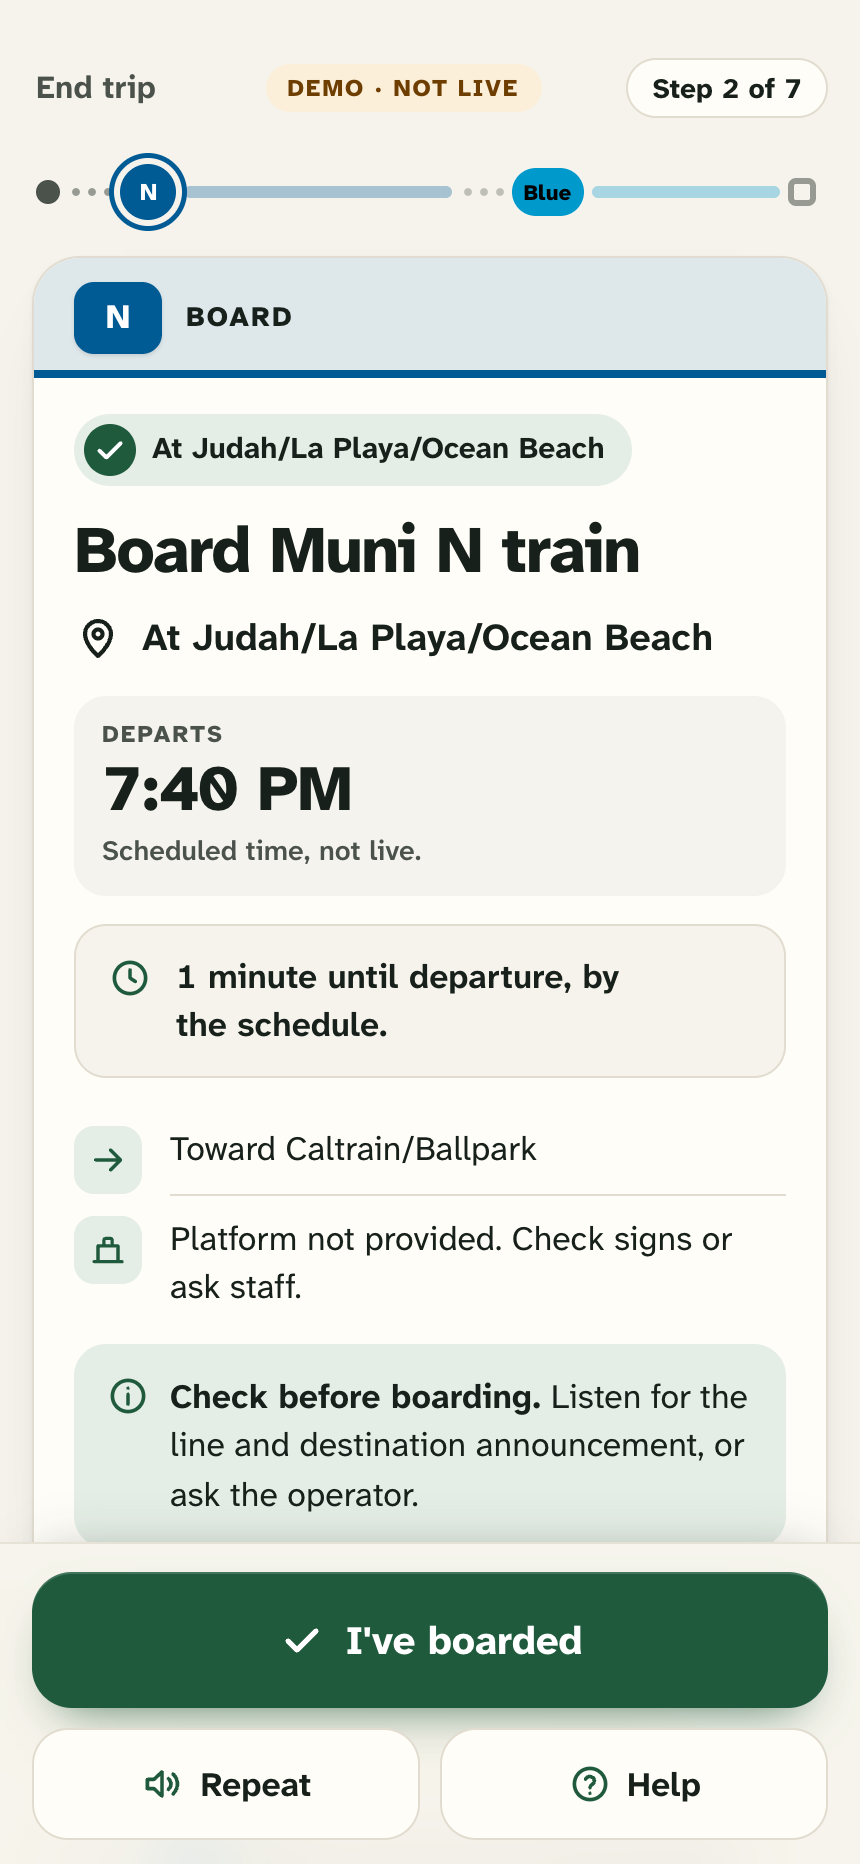 End trip
DEMO · NOT LIVE
Step 2 of 7
N
Blue
N
BOARD
At Judah/La Playa/Ocean Beach
Board Muni N train
At Judah/La Playa/Ocean Beach
DEPARTS
7:40 PM
Scheduled time, not live.
1 minute until departure, by
the schedule.
Toward Caltrain/Ballpark
Platform not provided. Check signs or
ask staff.
Check before boarding. Listen for the
line and destination announcement, or
ask the operator.
I've boarded
Repeat
Help